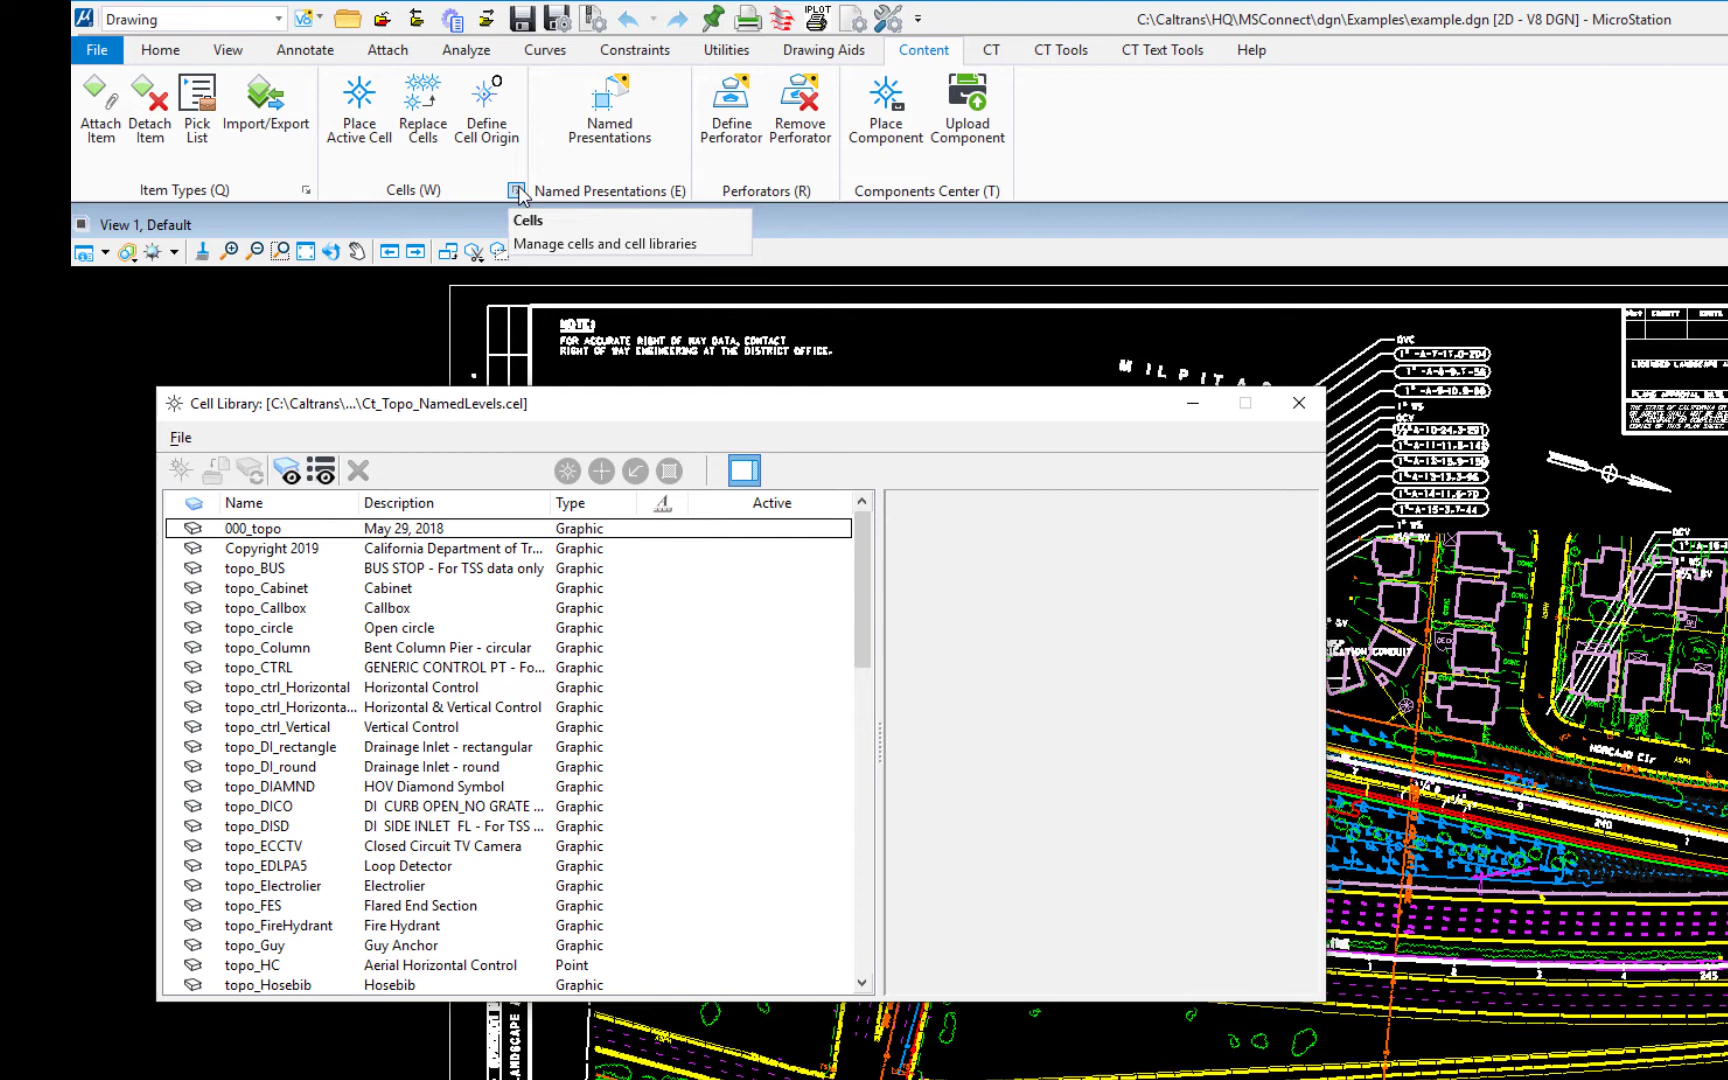 Drawing
C:\Caltrans\HQ\MSConnect\dgn\Examples\example.dgn [2D - V8 DGN] - MicroStation
File Home View Annotate Attach Analyze Curves Constraints Utilities Drawing Aids Content CT CT Tools CT Text Tools Help
Attach Item
Detach Item
Pick List
Import/Export
Place Active Cell
Replace Cells
Define Cell Origin
Named Presentations
Define Perforator
Remove Perforator
Place Component
Upload Component
Item Types (Q) Cells (W) Named Presentations (E) Perforators (R) Components Center (T)
View 1, Default
Cells
Manage cells and cell libraries
NOTE:
FOR ACCURATE RIGHT OF WAY DATA, CONTACT
RIGHT OF WAY ENGINEERING AT THE DISTRICT OFFICE.
Cell Library: [C:\Caltrans\...\Ct_Topo_NamedLevels.cel]
File
Name Description Type Active
000_topo May 29, 2018 Graphic
Copyright 2019 California Department of Tr... Graphic
topo_BUS BUS STOP - For TSS data only Graphic
topo_Cabinet Cabinet Graphic
topo_Callbox Callbox Graphic
topo_circle Open circle Graphic
topo_Column Bent Column Pier - circular Graphic
topo_CTRL GENERIC CONTROL PT - Fo... Graphic
topo_ctrl_Horizontal Horizontal Control Graphic
topo_ctrl_Horizonta... Horizontal & Vertical Control Graphic
topo_ctrl_Vertical Vertical Control Graphic
topo_DI_rectangle Drainage Inlet - rectangular Graphic
topo_DI_round Drainage Inlet - round Graphic
topo_DIAMND HOV Diamond Symbol Graphic
topo_DICO DI CURB OPEN_NO GRATE ... Graphic
topo_DISD DI SIDE INLET FL - For TSS ... Graphic
topo_ECCTV Closed Circuit TV Camera Graphic
topo_EDLPA5 Loop Detector Graphic
topo_Electrolier Electrolier Graphic
topo_FES Flared End Section Graphic
topo_FireHydrant Fire Hydrant Graphic
topo_Guy Guy Anchor Graphic
topo_HC Aerial Horizontal Control Point
topo_Hosebib Hosebib Graphic
MILPITAS
NORCAJO Cir
LANDSCAPE